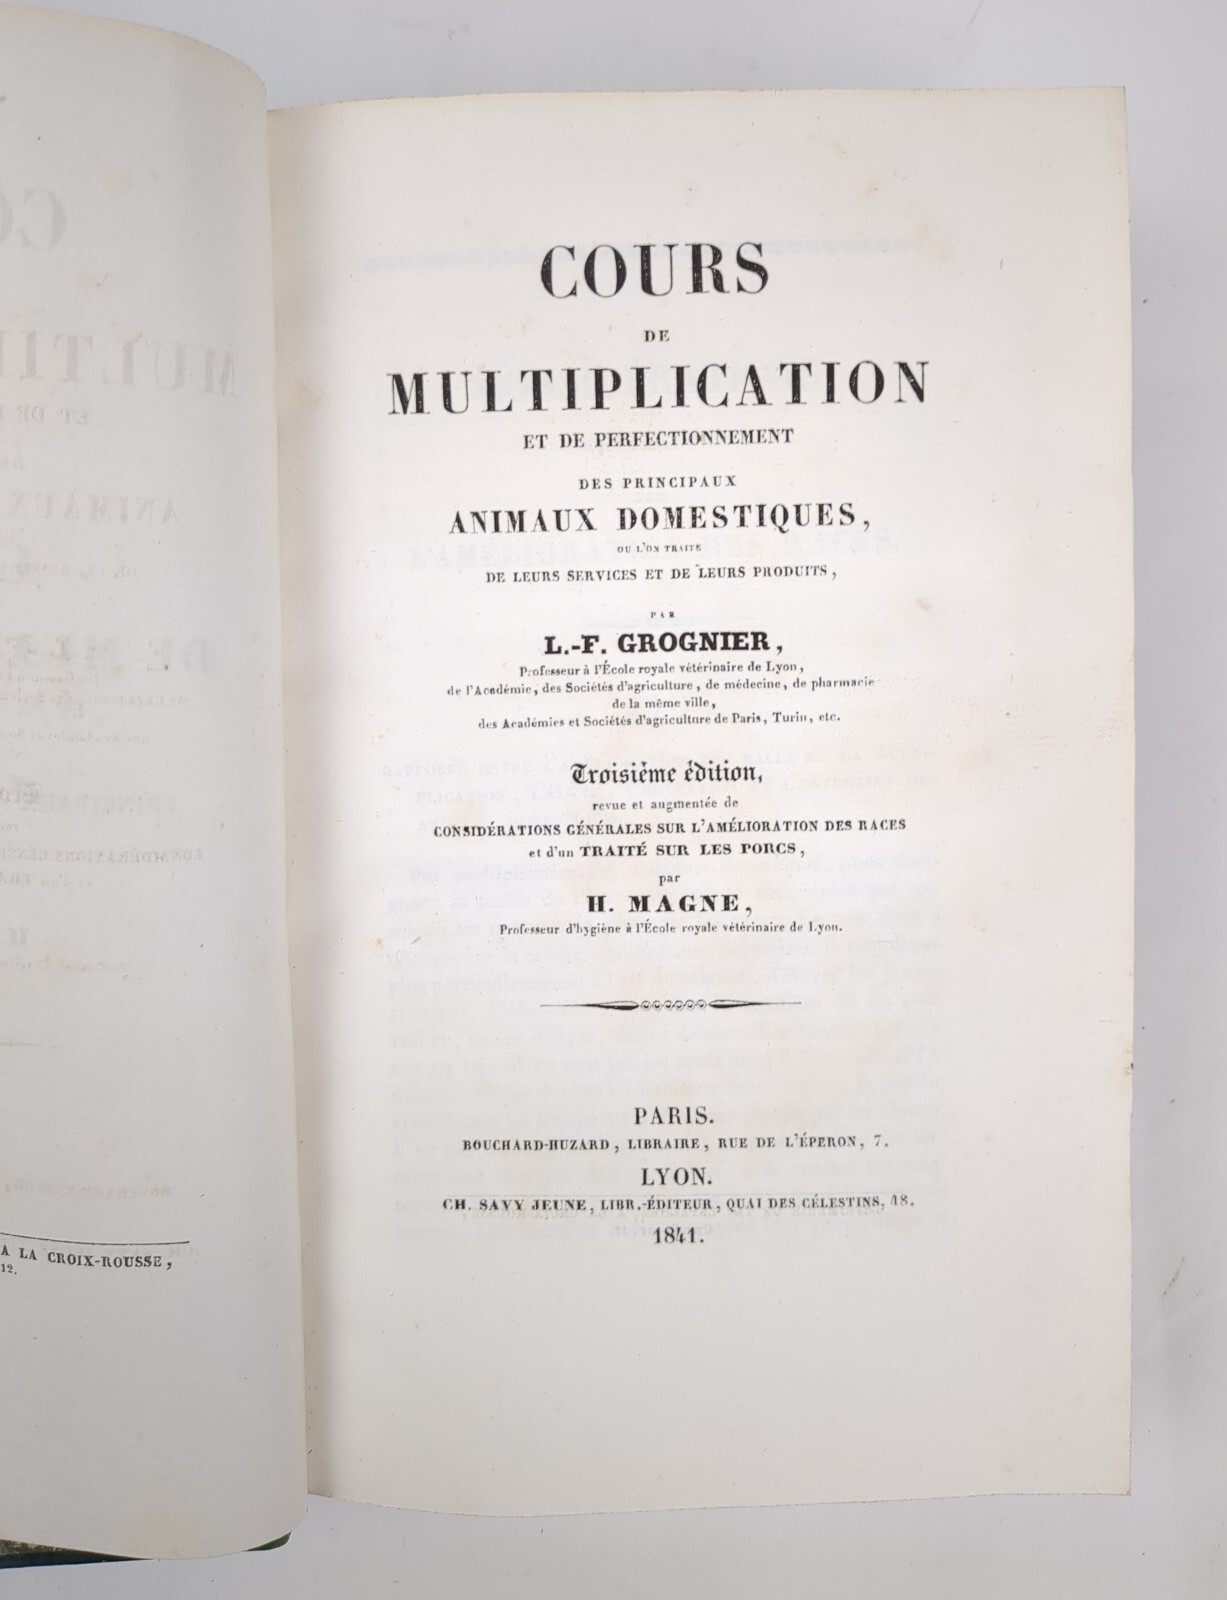 A LA CROIX-ROUSSE,
12.
COURS
DE
MULTIPLICATION
ET DE PERFECTIONNEMENT
DES PRINCIPAUX
ANIMAUX DOMESTIQUES,
OU L'ON TRAITE
DE LEURS SERVICES ET DE LEURS PRODUITS,
PAR
L.-F. GROGNIER,
Professeur à l'École royale vétérinaire de Lyon,
de l'Académie, des Sociétés d'agriculture, de médecine, de pharmacie
de la même ville,
des Académies et Sociétés d'agriculture de Paris, Turin, etc.
Troisiéme édition,
revue et augmentée de
CONSIDÉRATIONS GÉNÉRALES SUR L'AMÉLIORATION DES RACES
et d'un TRAITÉ SUR LES PORCS,
par
H. MAGNE,
Professeur d'hygiène à l'École royale vétérinaire de Lyon.
PARIS.
BOUCHARD-HUZARD, LIBRAIRE, RUE DE L'ÉPERON, 7.
LYON.
CH. SAVY JEUNE, LIBR.-ÉDITEUR, QUAI DES CÉLESTINS, 48.
1841.